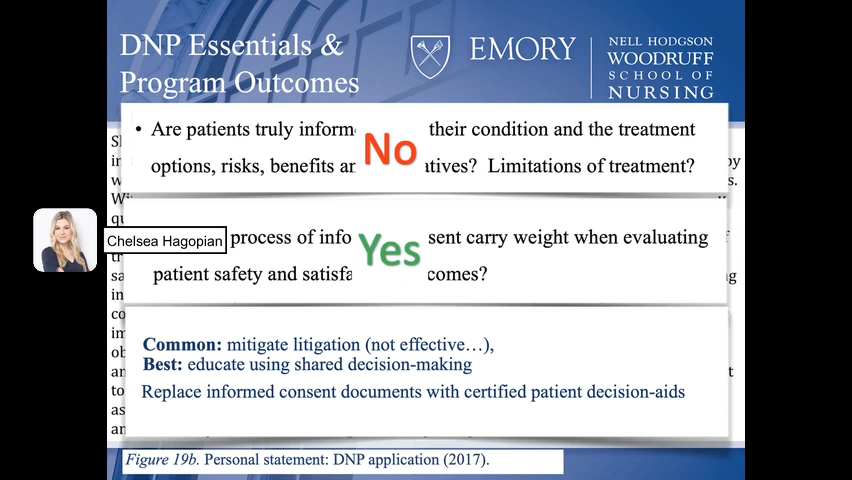 DNP Essentials &
Program Outcomes
EMORY
NELL HODGSON
WOODRUFF
SCHOOL OF
NURSING
• Are patients truly inform
their condition and the treatment
No
options, risks, benefits an
atives? Limitations of treatment?
Chelsea Hagopian
process of info
sent carry weight when evaluating
Yes
patient safety and satisfa
comes?
Common: mitigate litigation (not effective…),
Best: educate using shared decision-making
Replace informed consent documents with certified patient decision-aids
Figure 19b. Personal statement: DNP application (2017).